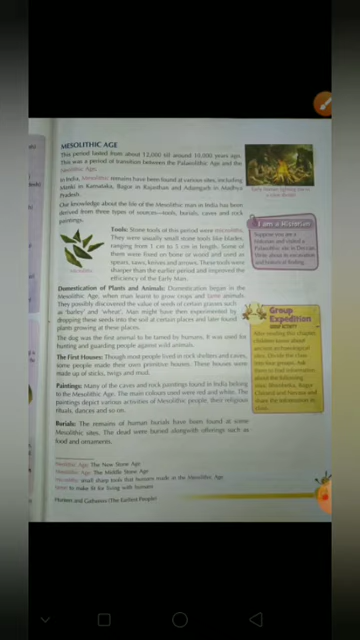 MESOLITHIC AGE
This period lasted from about 12,000 till around 10,000 years ago.
This was a period of transition between the Palaeolithic Age and the
Neolithic Age.
In India, Mesolithic remains have been found at various sites, including
in Karnataka, Bagor in Rajasthan and Adamgarh in Madhya
Pradesh.
Our knowledge about the life of the Mesolithic man in India has been
derived from three types of sources—tools, burials, caves and rock
paintings.
Tools: Stone tools of this period were microliths.
They were usually small stone tools like blades,
ranging from 1 cm to 5 cm in length. Some of
them were fixed on bone or wood and used as
spears, saws, knives and arrows. These tools were
sharper than the earlier period and improved the
efficiency of the Early Man.
Microliths
Domestication of Plants and Animals: Domestication began in the
Mesolithic Age, when man learnt to grow crops and tame animals.
They possibly discovered the value of seeds of certain grasses such
as 'barley' and 'wheat'. Man might have then experimented by
dropping these seeds into the soil at certain places and later found
plants growing at these places.
The dog was the first animal to be tamed by humans. It was used for
hunting and guarding people against wild animals.
The First Houses: Though most people lived in rock shelters and caves,
some people made their own primitive houses. These houses were
made up of sticks, twigs and mud.
Paintings: Many of the caves and rock paintings found in India belong
to the Mesolithic Age. The main colours used were red and white. The
paintings depict various activities of Mesolithic people, their religious
rituals, dances and so on.
Burials: The remains of human burials have been found at some
Mesolithic sites. The dead were buried alongwith offerings such as
food and ornaments.
Neolithic Age: The New Stone Age
Mesolithic Age: The Middle Stone Age
Microliths: small sharp tools that humans made in the Mesolithic Age
Tame: to make fit for living with humans
Hunters and Gatherers (The Earliest People)
I am a Historian
Suppose you are a
historian and visited a
Palaeolithic site in Deccan.
Write about its excavation
and historical finding.
Group
Expedition
After reading this chapter,
children know about
ancient archaeological
sites. Divide the class
into four groups. Ask
them to find information
about the following
sites: Bhimbetka, Bagor,
Chirand and Nevasa and
share the information in
class.